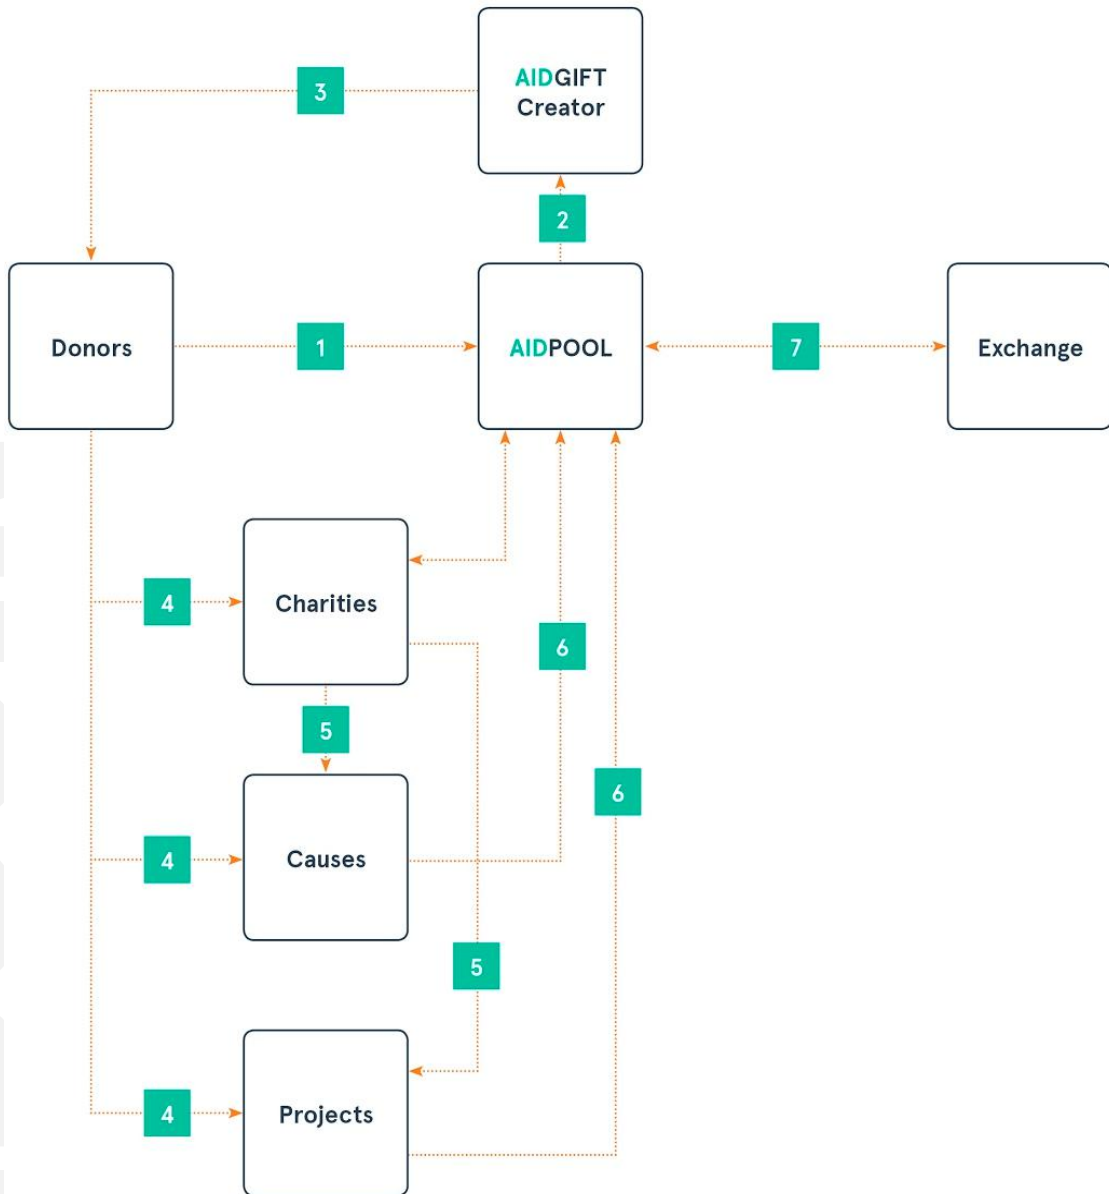 AIDGIFT
Creator
3
2
Donors
1
AIDPOOL
7
Exchange
Charities
4
6
5
6
Causes
4
5
Projects
4